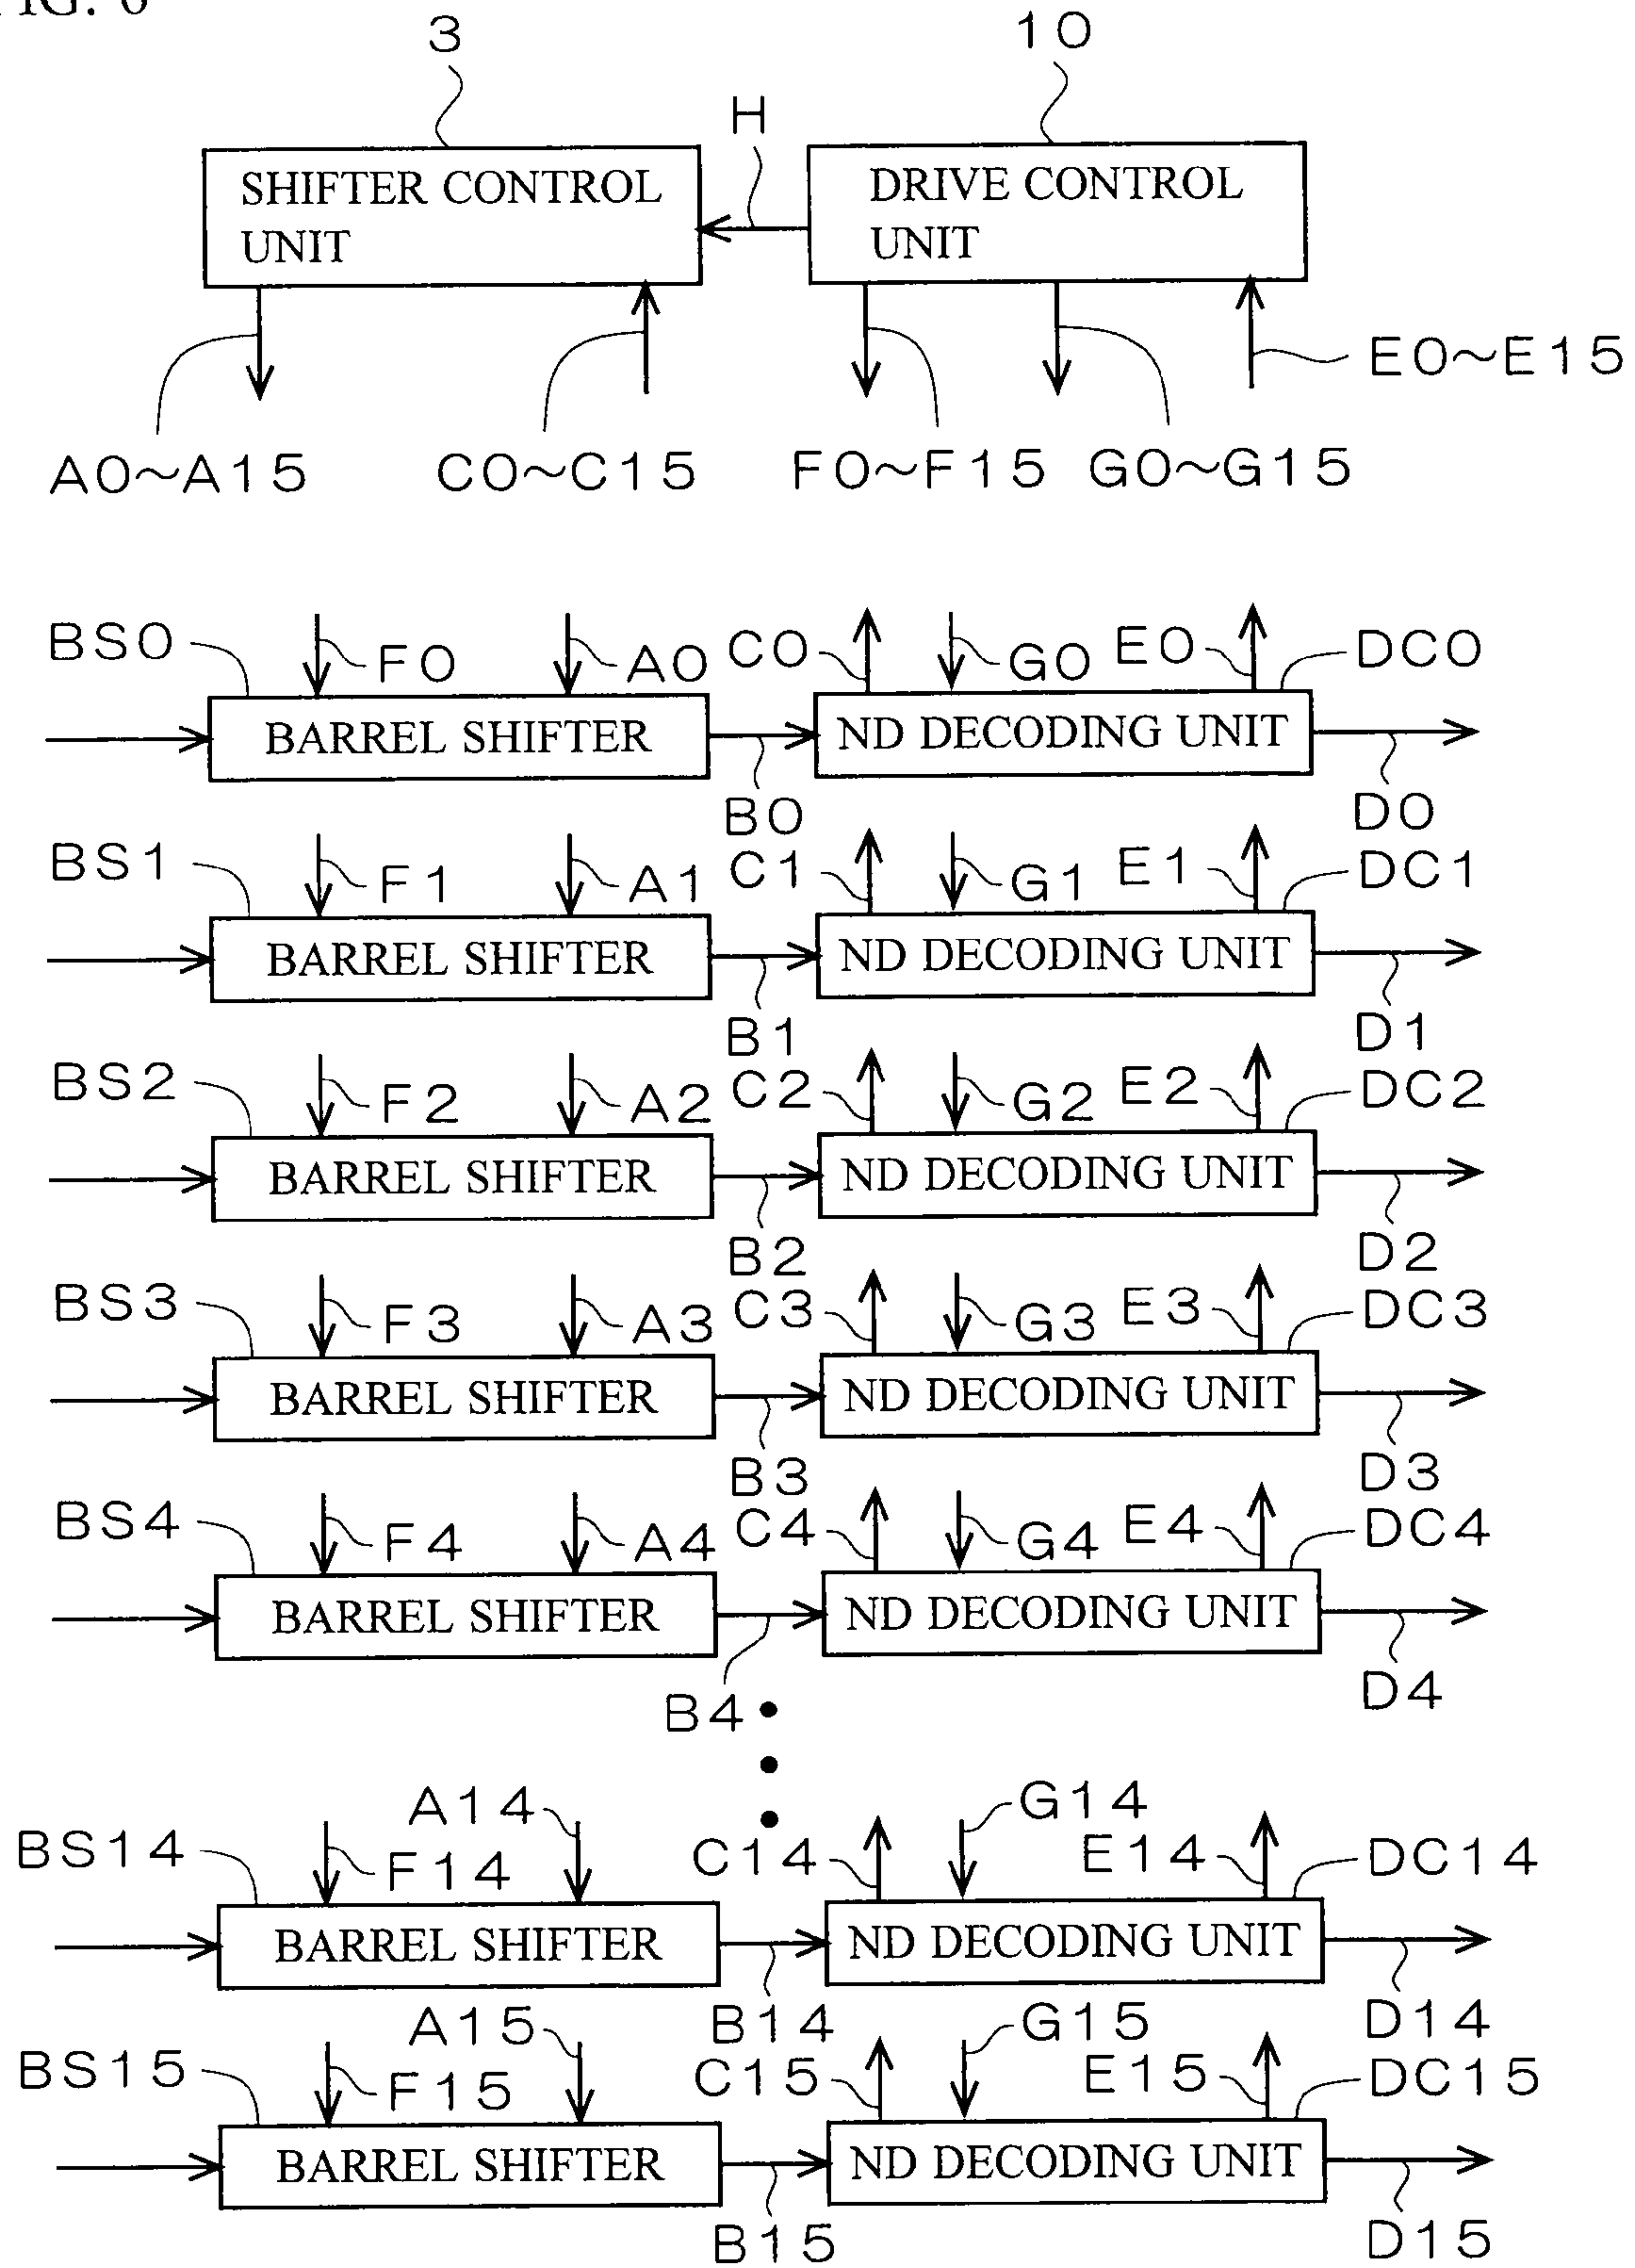 FIG. 6
3
10
H
SHIFTER CONTROL
UNIT
DRIVE CONTROL
UNIT
E0~E15
A0~A15
C0~C15
F0~F15
G0~G15
BS0
F0
A0
C0
G0
E0
DC0
BARREL SHIFTER
ND DECODING UNIT
B0
D0
BS1
F1
A1
C1
G1
E1
DC1
BARREL SHIFTER
ND DECODING UNIT
B1
D1
BS2
F2
A2
C2
G2
E2
DC2
BARREL SHIFTER
ND DECODING UNIT
B2
D2
BS3
F3
A3
C3
G3
E3
DC3
BARREL SHIFTER
ND DECODING UNIT
B3
D3
BS4
F4
A4
C4
G4
E4
DC4
BARREL SHIFTER
ND DECODING UNIT
B4
D4
BS14
F14
A14
C14
G14
E14
DC14
BARREL SHIFTER
ND DECODING UNIT
B14
D14
BS15
F15
A15
C15
G15
E15
DC15
BARREL SHIFTER
ND DECODING UNIT
B15
D15